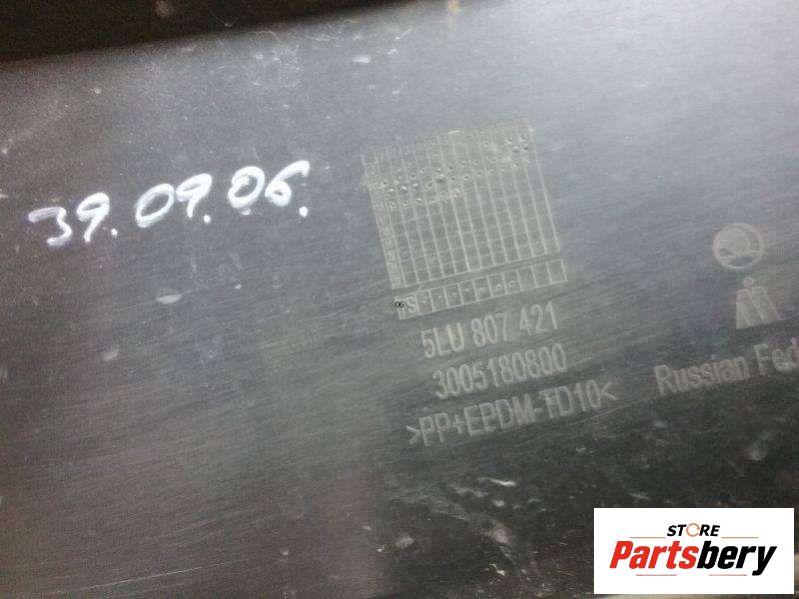 39.09.06.
5LU 807 421
3005180800
>PP+EPDM-TD10<
Russian Fed
STORE
Partsbery